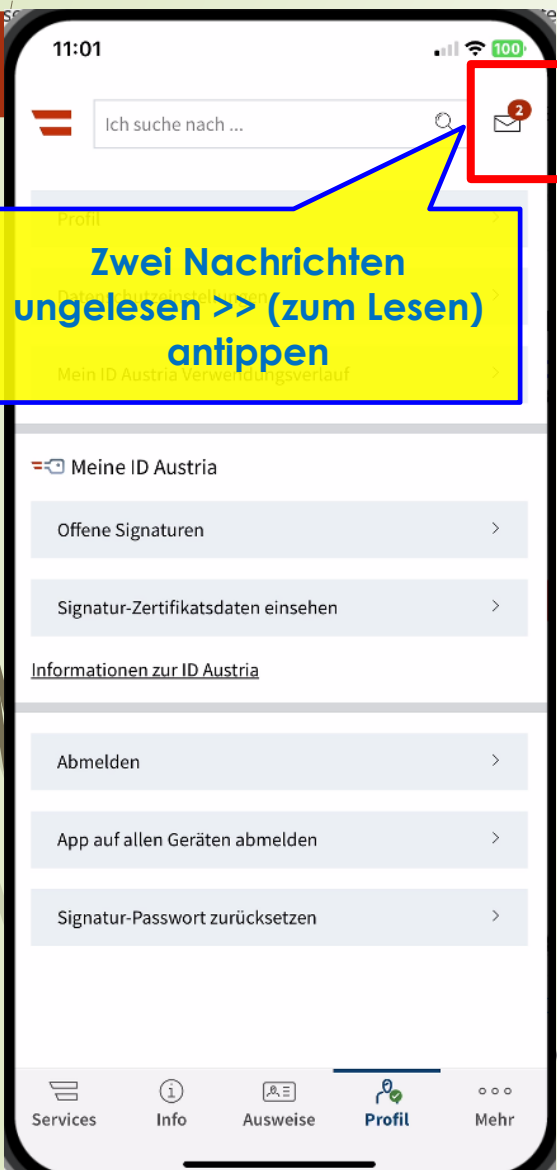 11:01
100
Ich suche nach ...
2
Profil
Zwei Nachrichten
ungelesen >> (zum Lesen)
antippen
Datenschutzeinstellungen
Mein ID Austria Verwendungsverlauf
Meine ID Austria
Offene Signaturen
Signatur-Zertifikatsdaten einsehen
Informationen zur ID Austria
Abmelden
App auf allen Geräten abmelden
Signatur-Passwort zurücksetzen
Services Info Ausweise Profil Mehr